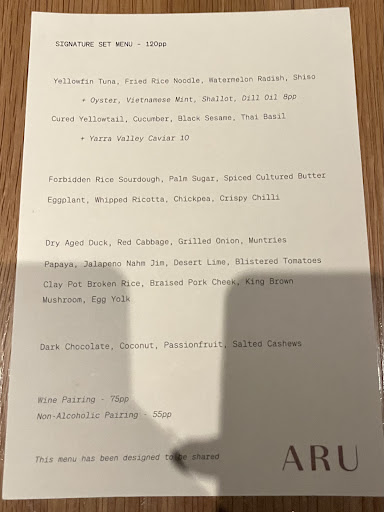 SIGNATURE SET MENU - 120pp
Yellowfin Tuna, Fried Rice Noodle, Watermelon Radish, Shiso
+ Oyster, Vietnamese Mint, Shallot, Dill Oil 8pp
Cured Yellowtail, Cucumber, Black Sesame, Thai Basil
+ Yarra Valley Caviar 10
Forbidden Rice Sourdough, Palm Sugar, Spiced Cultured Butter
Eggplant, Whipped Ricotta, Chickpea, Crispy Chilli
Dry Aged Duck, Red Cabbage, Grilled Onion, Muntries
Papaya, Jalapeno Nahm Jim, Desert Lime, Blistered Tomatoes
Clay Pot Broken Rice, Braised Pork Cheek, King Brown
Mushroom, Egg Yolk
Dark Chocolate, Coconut, Passionfruit, Salted Cashews
Wine Pairing - 75pp
Non-Alcoholic Pairing - 55pp
This menu has been designed to be shared
ARU